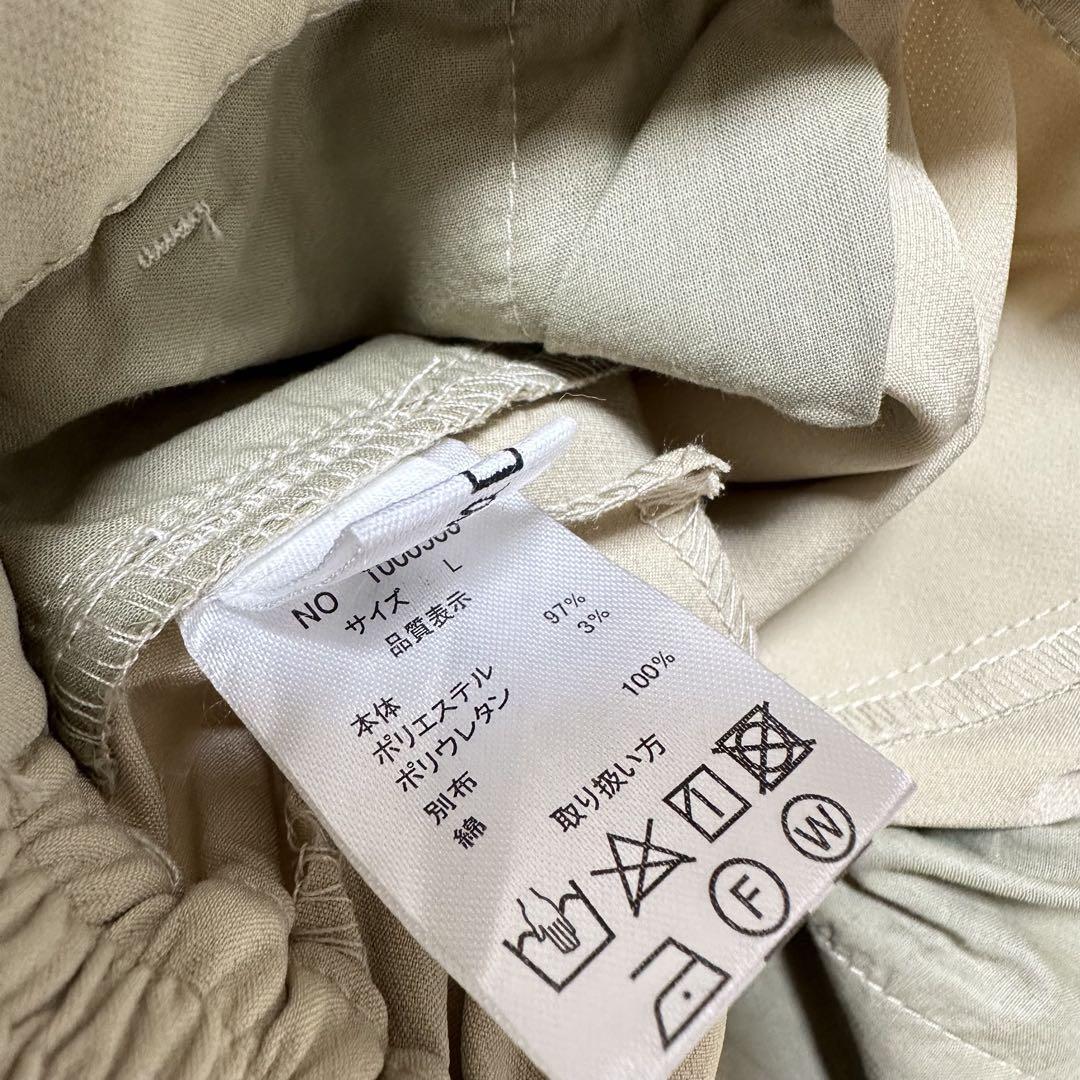 NO
サイズ L
品質表示
本体
ポリエステル 97%
ポリウレタン 3%
別布
綿 100%
取り扱い方
F W